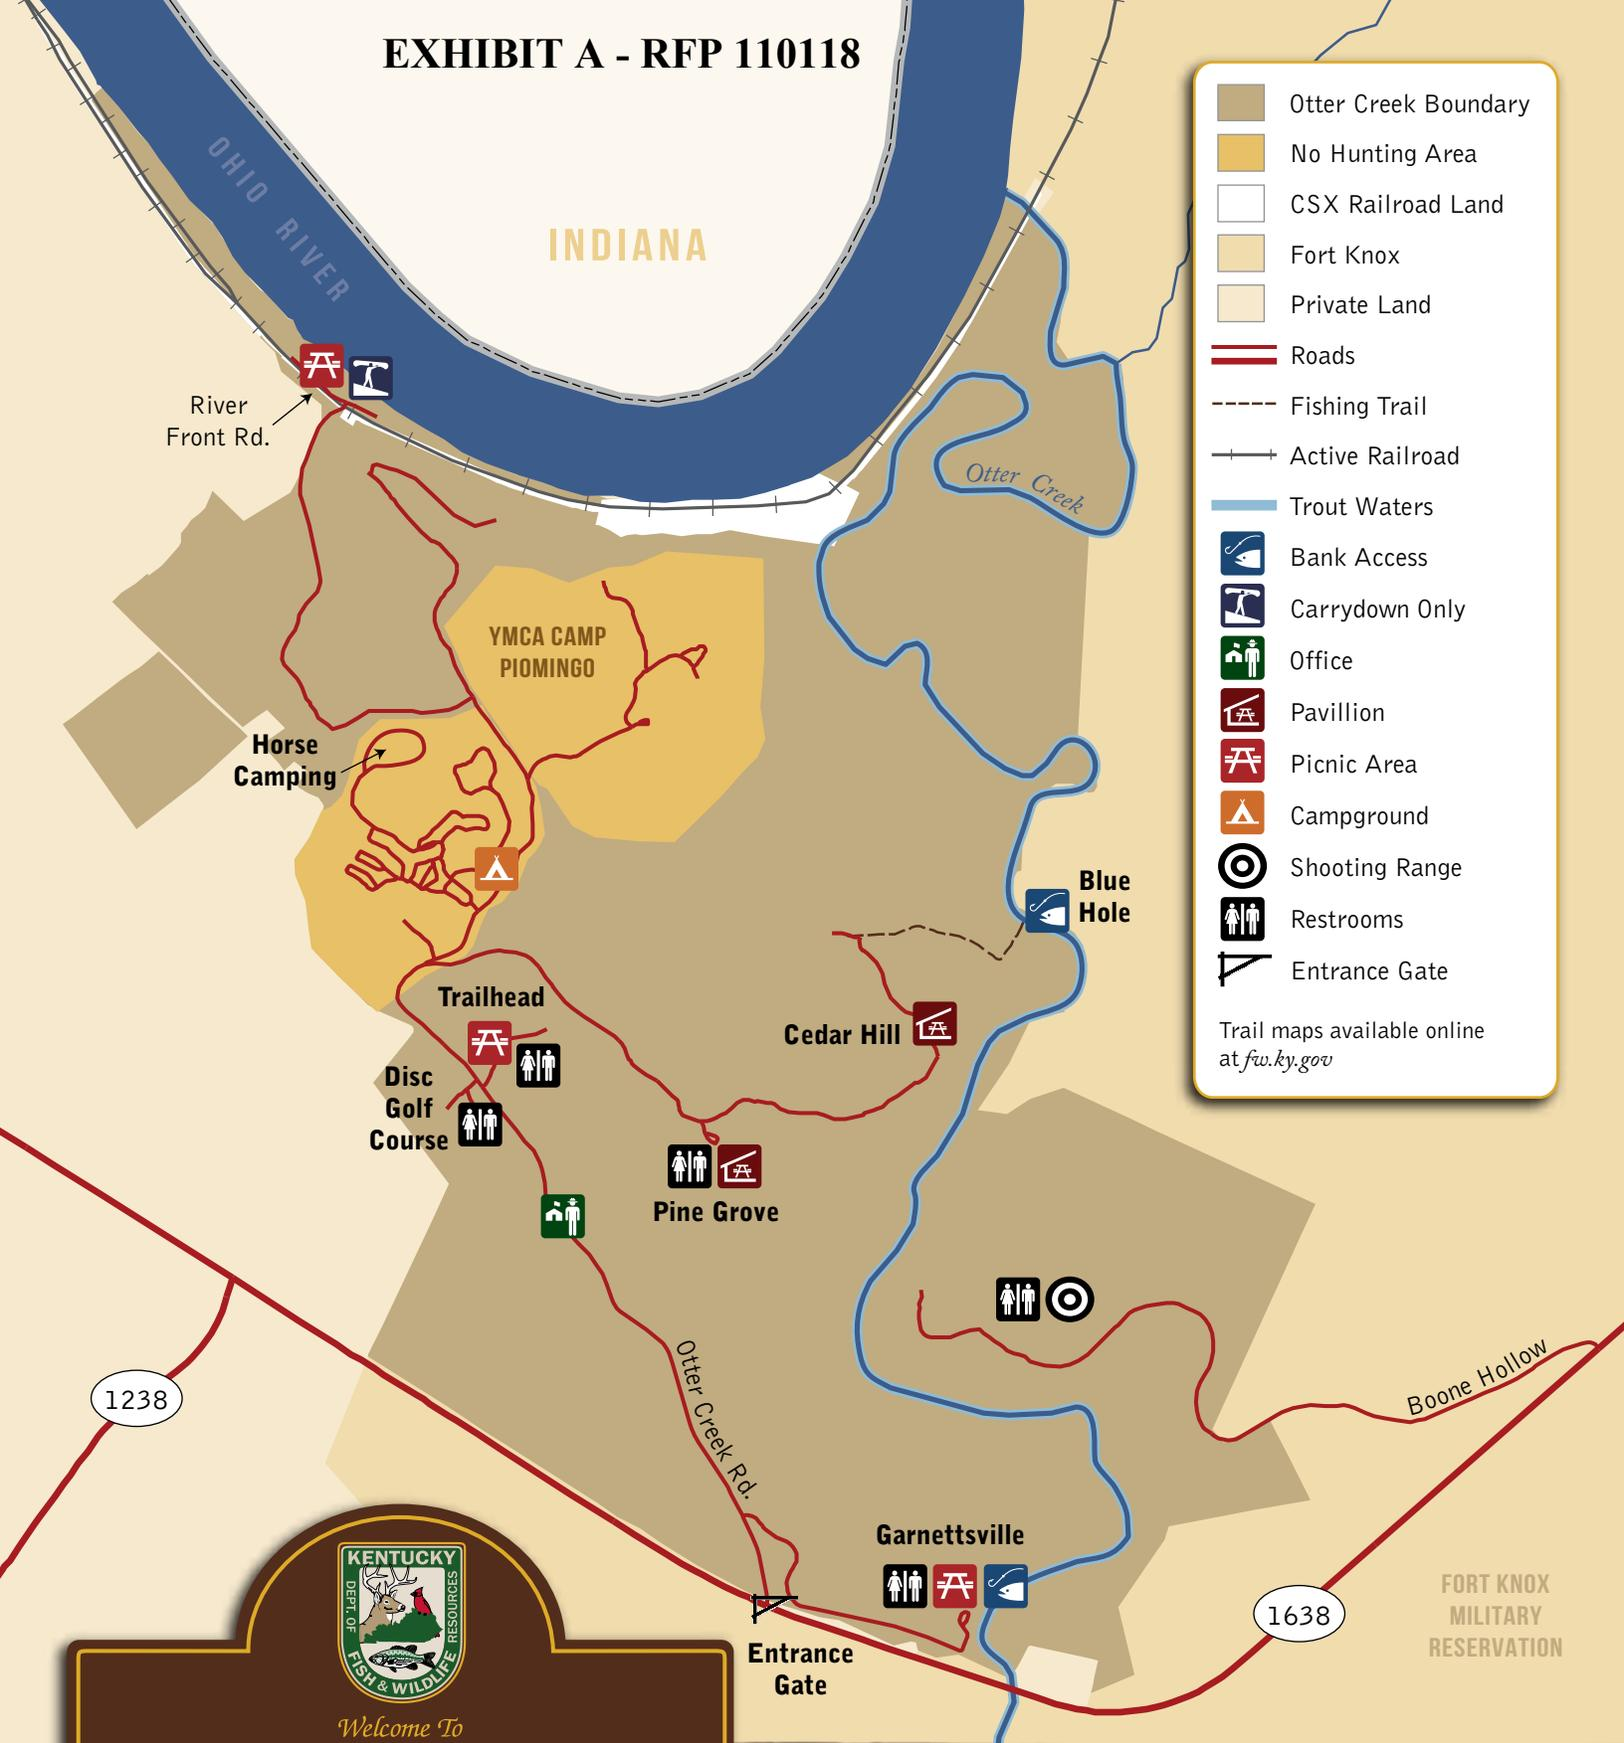 EXHIBIT A - RFP 110118
OHIO RIVER
INDIANA
Otter Creek Boundary
No Hunting Area
CSX Railroad Land
Fort Knox
Private Land
Roads
Fishing Trail
Active Railroad
Trout Waters
Bank Access
Carrydown Only
Office
Pavillion
Picnic Area
Campground
Shooting Range
Restrooms
Entrance Gate
Trail maps available online
at fw.ky.gov
River
Front Rd.
Otter Creek
YMCA CAMP
PIOMINGO
Horse
Camping
Blue
Hole
Trailhead
Cedar Hill
Disc
Golf
Course
Pine Grove
Otter Creek Rd.
Boone Hollow
1238
Garnettsville
Entrance
Gate
1638
FORT KNOX
MILITARY
RESERVATION
KENTUCKY
DEPT. OF
RESOURCES
FISH & WILDLIFE
Welcome To